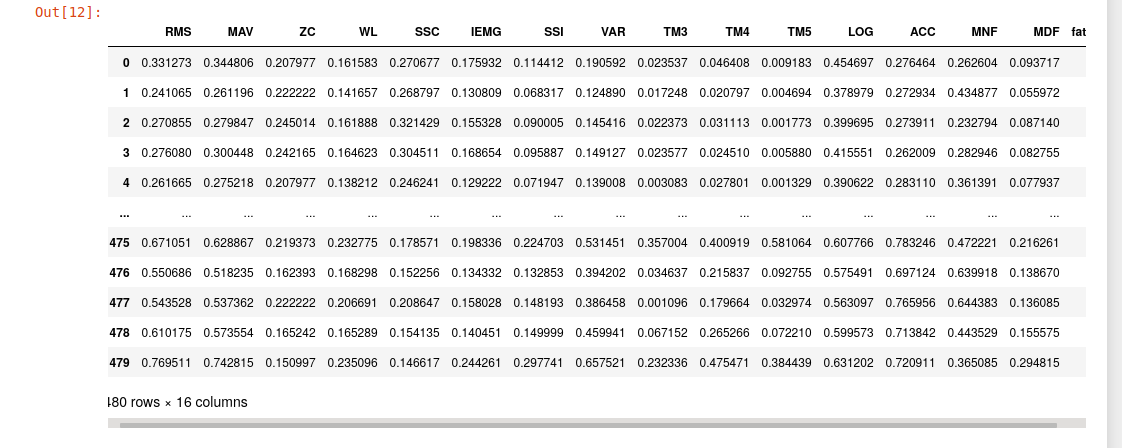 Out[12]:
RMS MAV ZC WL SSC IEMG SSI VAR TM3 TM4 TM5 LOG ACC MNF MDF fat
0 0.331273 0.344806 0.207977 0.161583 0.270677 0.175932 0.114412 0.190592 0.023537 0.046408 0.009183 0.454697 0.276464 0.262604 0.093717
1 0.241065 0.261196 0.222222 0.141657 0.268797 0.130809 0.068317 0.124890 0.017248 0.020797 0.004694 0.378979 0.272934 0.434877 0.055972
2 0.270855 0.279847 0.245014 0.161888 0.321429 0.155328 0.090005 0.145416 0.022373 0.031113 0.001773 0.399695 0.273911 0.232794 0.087140
3 0.276080 0.300448 0.242165 0.164623 0.304511 0.168654 0.095887 0.149127 0.023577 0.024510 0.005880 0.415551 0.262009 0.282946 0.082755
4 0.261665 0.275218 0.207977 0.138212 0.246241 0.129222 0.071947 0.139008 0.003083 0.027801 0.001329 0.390622 0.283110 0.361391 0.077937
... ... ... ... ... ... ... ... ... ... ... ... ... ... ... ...
475 0.671051 0.628867 0.219373 0.232775 0.178571 0.198336 0.224703 0.531451 0.357004 0.400919 0.581064 0.607766 0.783246 0.472221 0.216261
476 0.550686 0.518235 0.162393 0.168298 0.152256 0.134332 0.132853 0.394202 0.034637 0.215837 0.092755 0.575491 0.697124 0.639918 0.138670
477 0.543528 0.537362 0.222222 0.206691 0.208647 0.158028 0.148193 0.386458 0.001096 0.179664 0.032974 0.563097 0.765956 0.644383 0.136085
478 0.610175 0.573554 0.165242 0.165289 0.154135 0.140451 0.149999 0.459941 0.067152 0.265266 0.072210 0.599573 0.713842 0.443529 0.155575
479 0.769511 0.742815 0.150997 0.235096 0.146617 0.244261 0.297741 0.657521 0.232336 0.475471 0.384439 0.631202 0.720911 0.365085 0.294815
480 rows × 16 columns